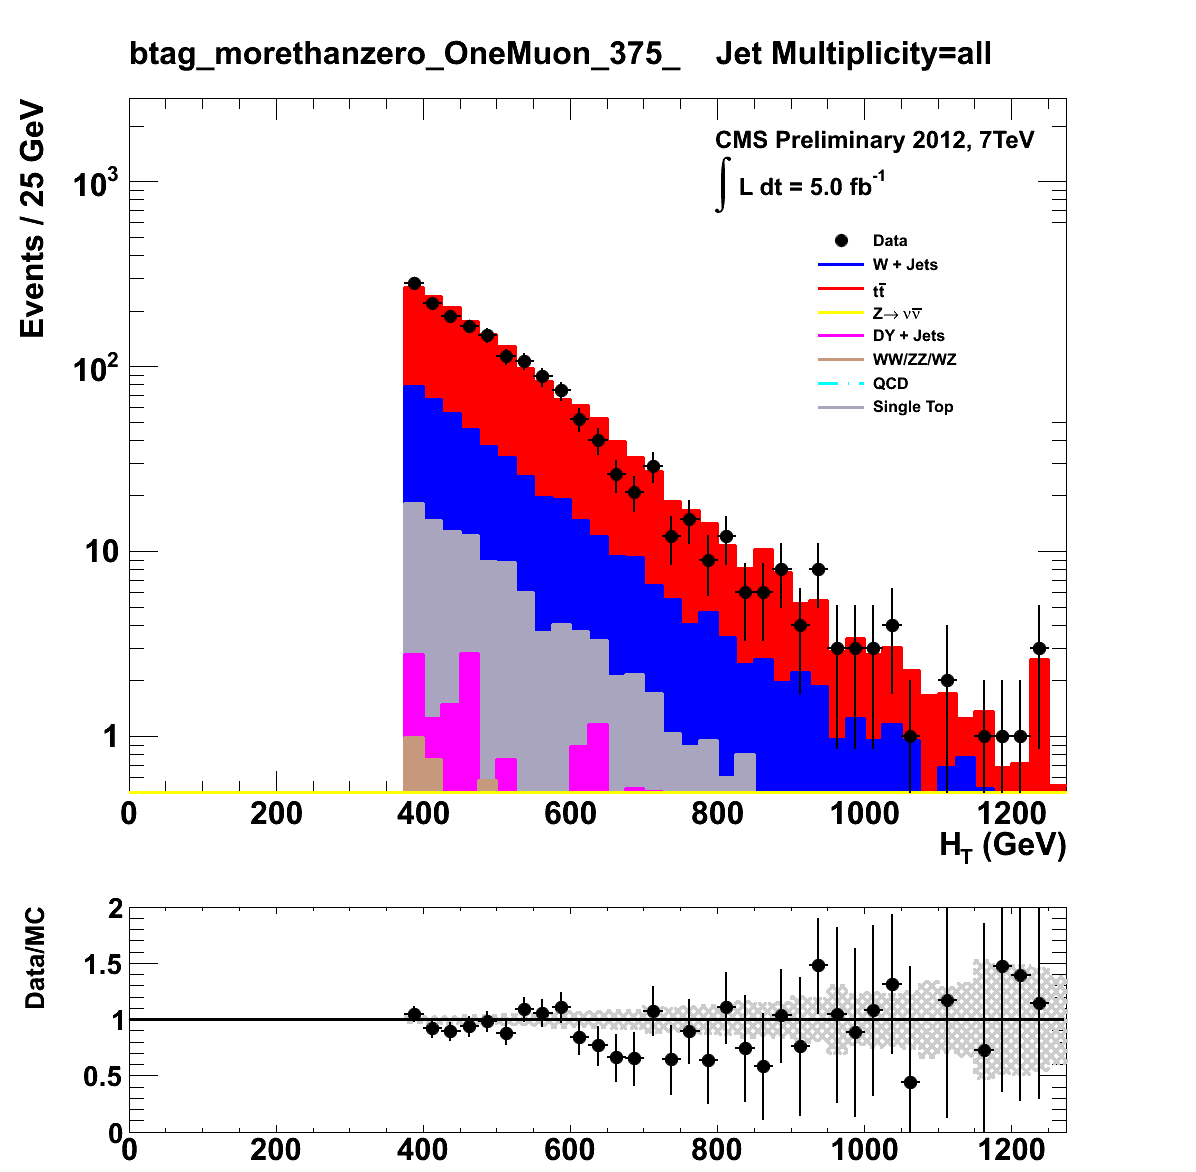 btag_morethanzero_OneMuon_375_ Jet Multiplicity=all
Events / 25 GeV
CMS Preliminary 2012, 7TeV
∫ L dt = 5.0 fb⁻¹
Data
W + Jets
tt̄
Z→ νν̄
DY + Jets
WW/ZZ/WZ
QCD
Single Top
10³
10²
10
1
0 200 400 600 800 1000 1200
H_T (GeV)
Data/MC
2
1.5
1
0.5
0
0 200 400 600 800 1000 1200